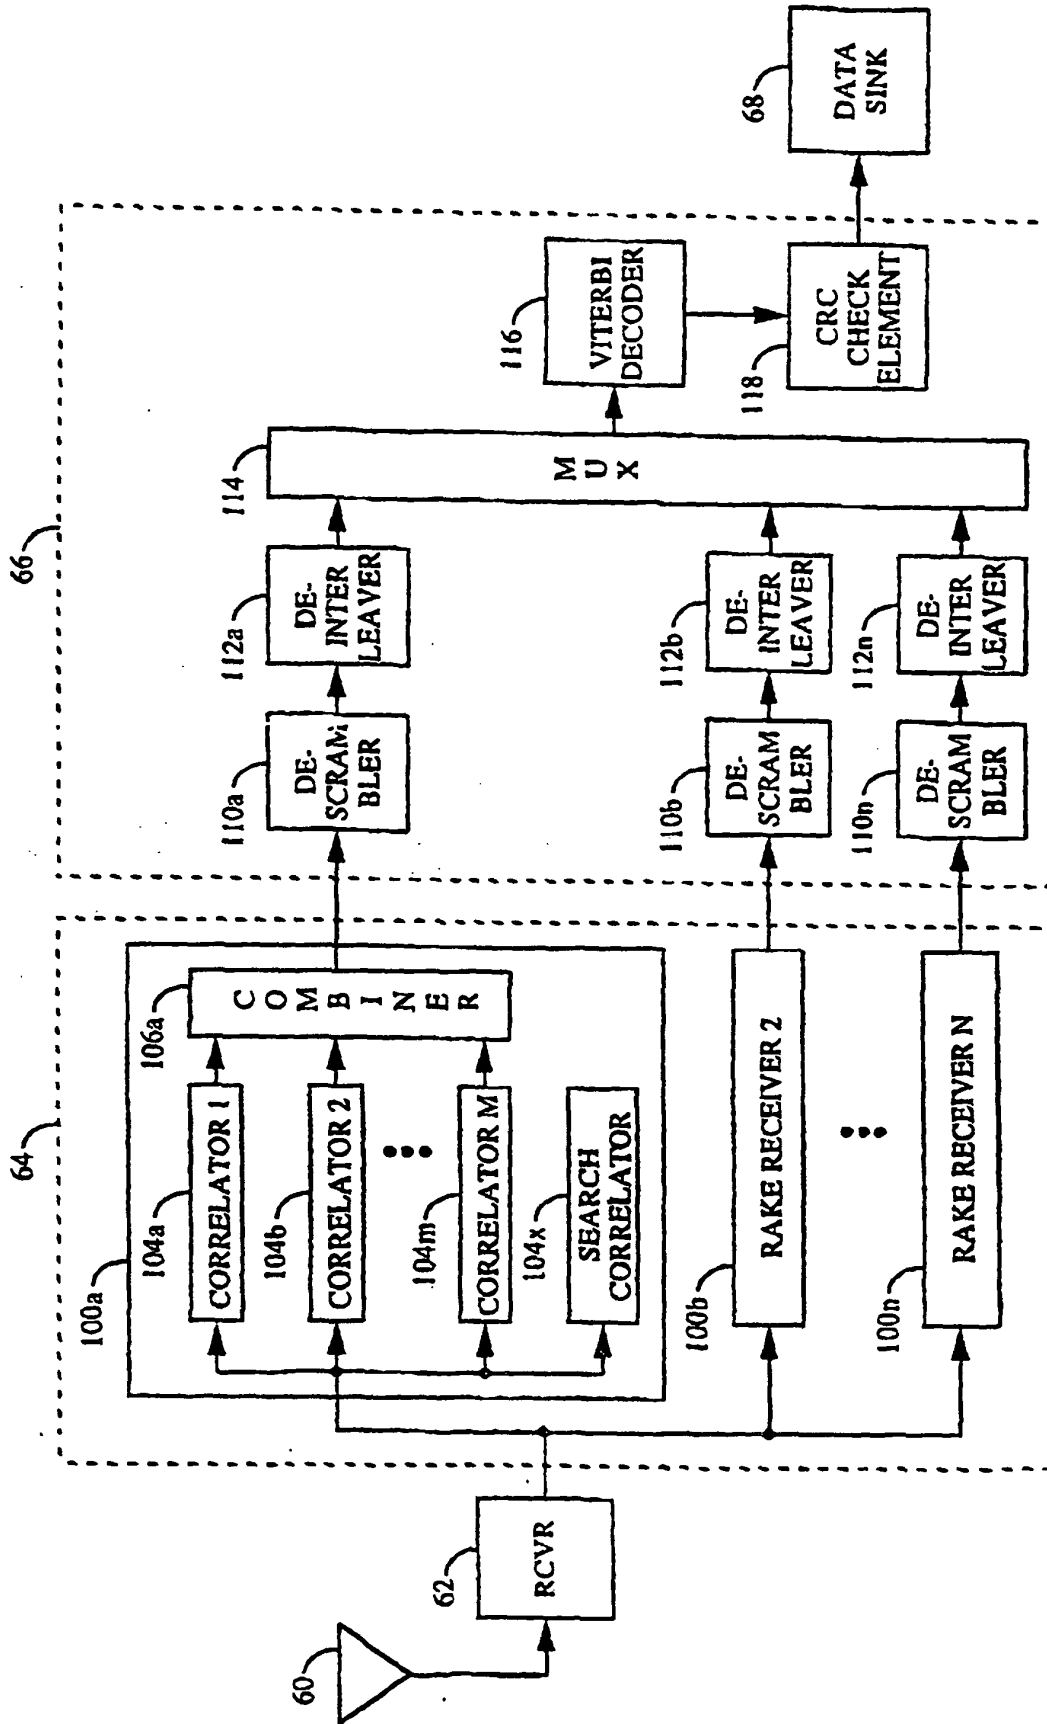 64
66
100a
104a
CORRELATOR 1
104b
CORRELATOR 2
104m
CORRELATOR M
104x
SEARCH
CORRELATOR
106a
COMBINER
110a
DE-
SCRAM
BLER
112a
DE-
INTER
LEAVER
114
MUX
116
VITERBI
DECODER
60
62
RCVR
100b
RAKE RECEIVER 2
110b
DE-
SCRAM
BLER
112b
DE-
INTER
LEAVER
118
CRC
CHECK
ELEMENT
68
DATA
SINK
100n
RAKE RECEIVER N
110n
DE-
SCRAM
BLER
112n
DE-
INTER
LEAVER